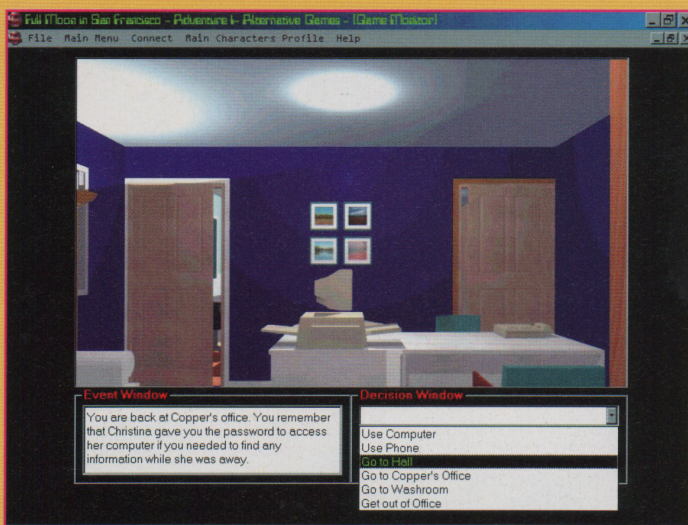 Full Moon in San Francisco - Adventure I- Alternative Games - [Game Monitor]
File Main Menu Connect Main Characters Profile Help
Event Window
You are back at Copper's office. You remember
that Christina gave you the password to access
her computer if you needed to find any
information while she was away.
Decision Window
Use Computer
Use Phone
Go to Hall
Go to Copper's Office
Go to Washroom
Get out of Office